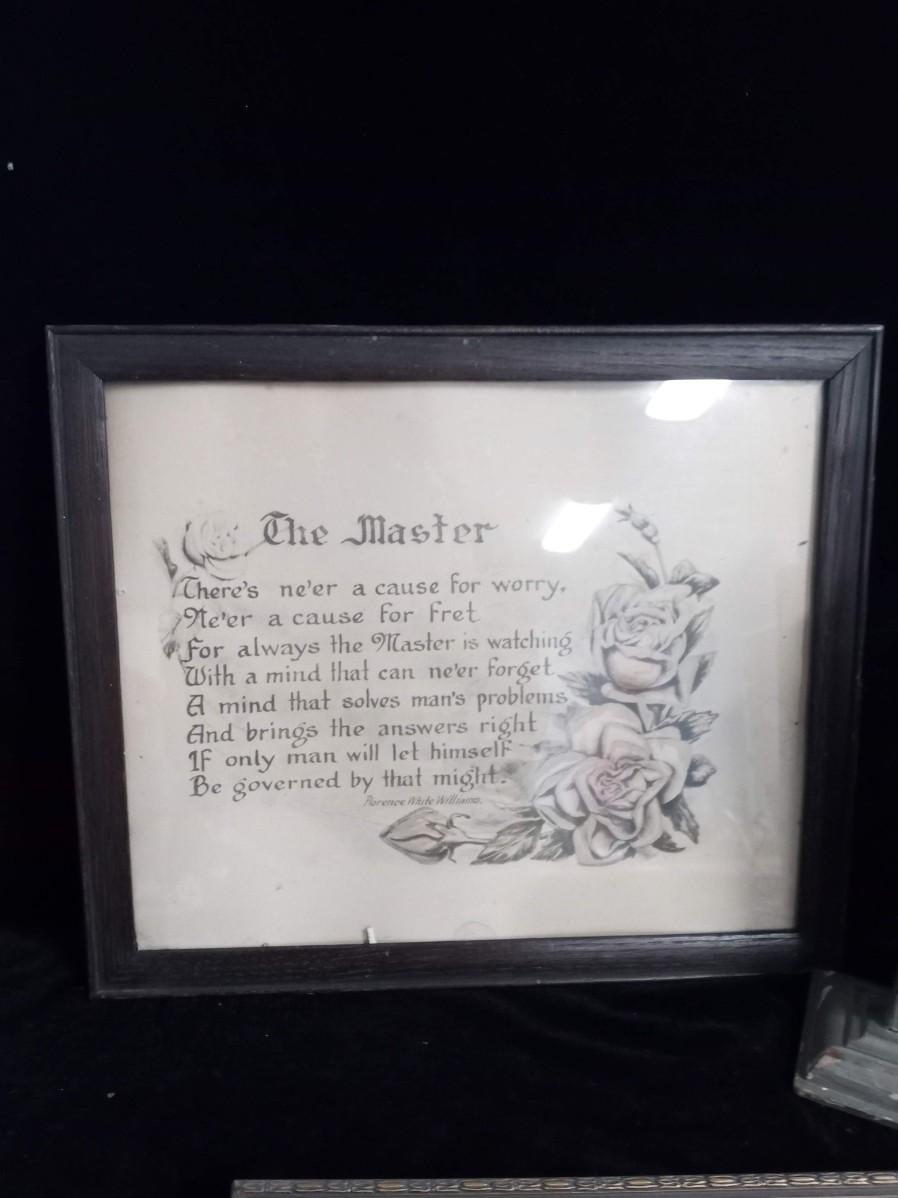 The Master
There's ne'er a cause for worry,
Ne'er a cause for fret
For always the Master is watching
With a mind that can ne'er forget.
A mind that solves man's problems
And brings the answers right
If only man will let himself
Be governed by that might.
Florence White Williams.